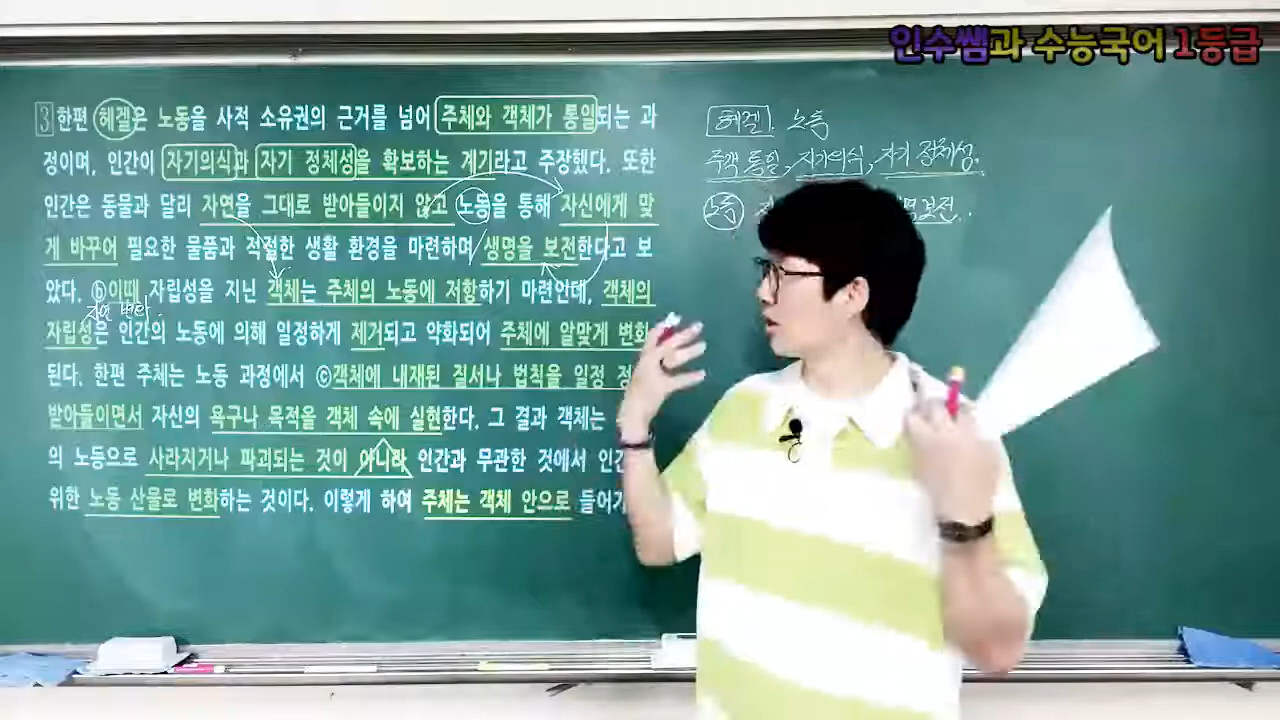 인수쌤과 수능국어 1등급
3 한편 헤겔은 노동을 사적 소유권의 근거를 넘어 주체와 객체가 통일되는 과
정이며, 인간이 자기의식과 자기 정체성을 확보하는 계기라고 주장했다. 또한
인간은 동물과 달리 자연을 그대로 받아들이지 않고 노동을 통해 자신에게 맞
게 바꾸어 필요한 물품과 적절한 생활 환경을 마련하며 생명을 보전한다고 보
았다. ⓑ이때 자립성을 지닌 객체는 주체의 노동에 저항하기 마련인데, 객체의
자립성은 인간의 노동에 의해 일정하게 제거되고 약화되어 주체에 알맞게 변화
된다. 한편 주체는 노동 과정에서 ⓒ객체에 내재된 질서나 법칙을 일정
받아들이면서 자신의 욕구나 목적을 객체 속에 실현한다. 그 결과 객체는
의 노동으로 사라지거나 파괴되는 것이 아니라 인간과 무관한 것에서
위한 노동 산물로 변화하는 것이다. 이렇게 하여 주체는 객체 안으로
헤겔. 노동
주객 통일, 자기의식, 자기 정체성.
노동 보전.